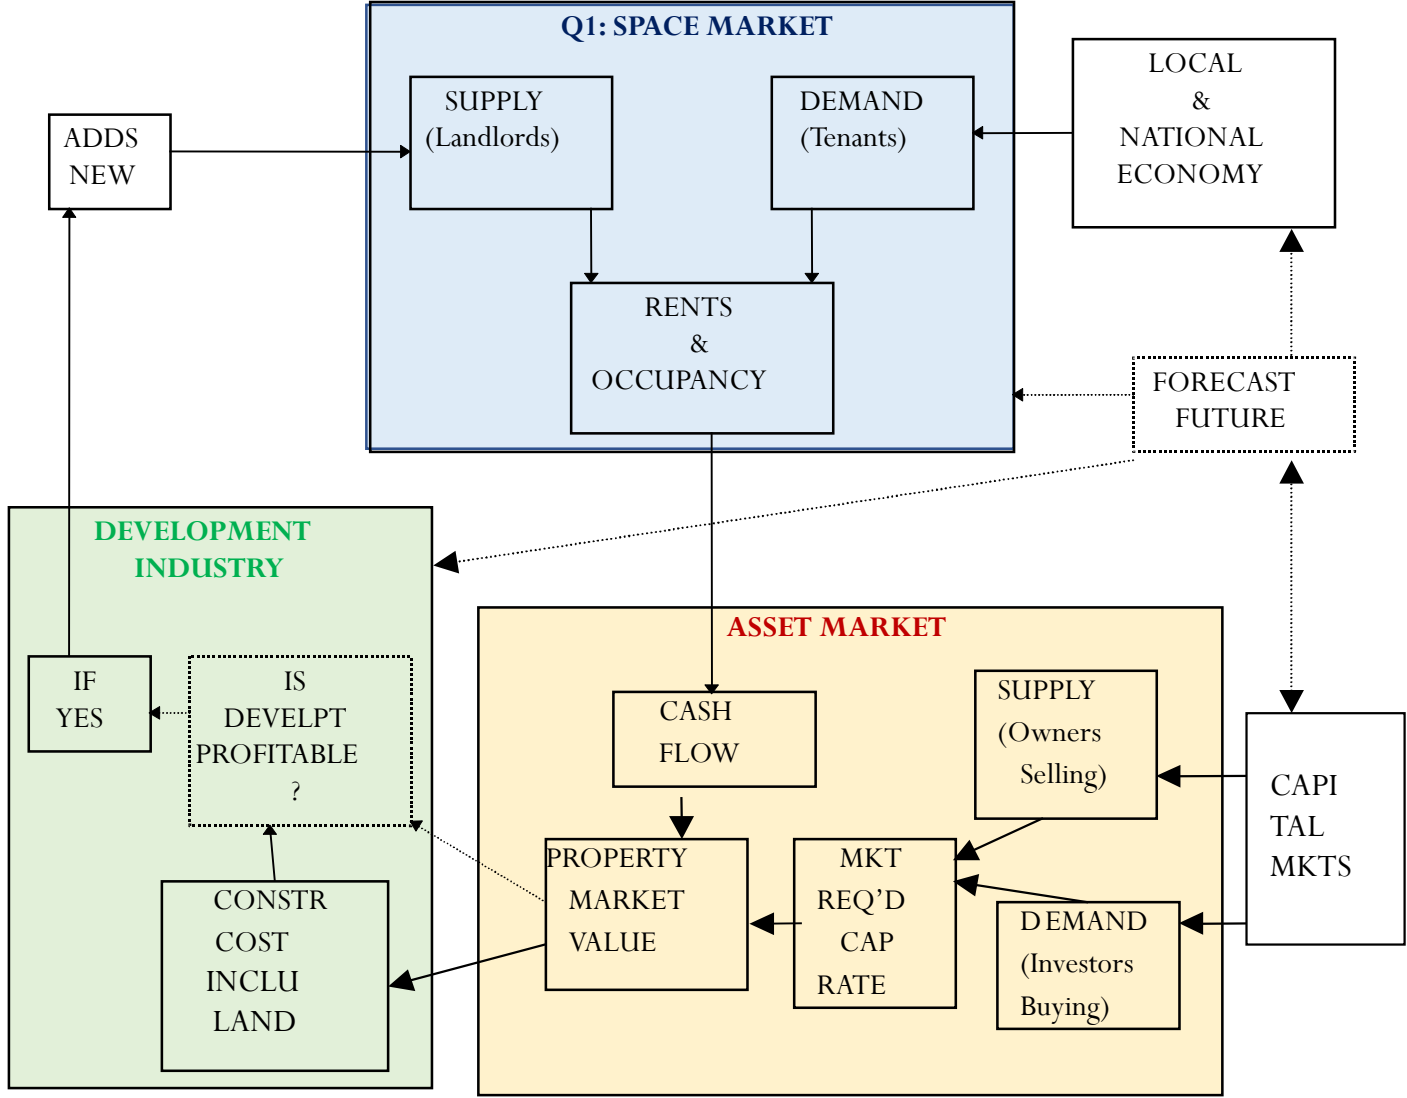 Q1: SPACE MARKET
SUPPLY
(Landlords)
DEMAND
(Tenants)
LOCAL
&
NATIONAL
ECONOMY
ADDS
NEW
RENTS
&
OCCUPANCY
FORECAST
FUTURE
DEVELOPMENT
INDUSTRY
IF
YES
IS
DEVELPT
PROFITABLE
?
CONSTR
COST
INCLU
LAND
ASSET MARKET
CASH
FLOW
SUPPLY
(Owners
Selling)
PROPERTY
MARKET
VALUE
MKT
REQ’D
CAP
RATE
DEMAND
(Investors
Buying)
CAPI
TAL
MKTS